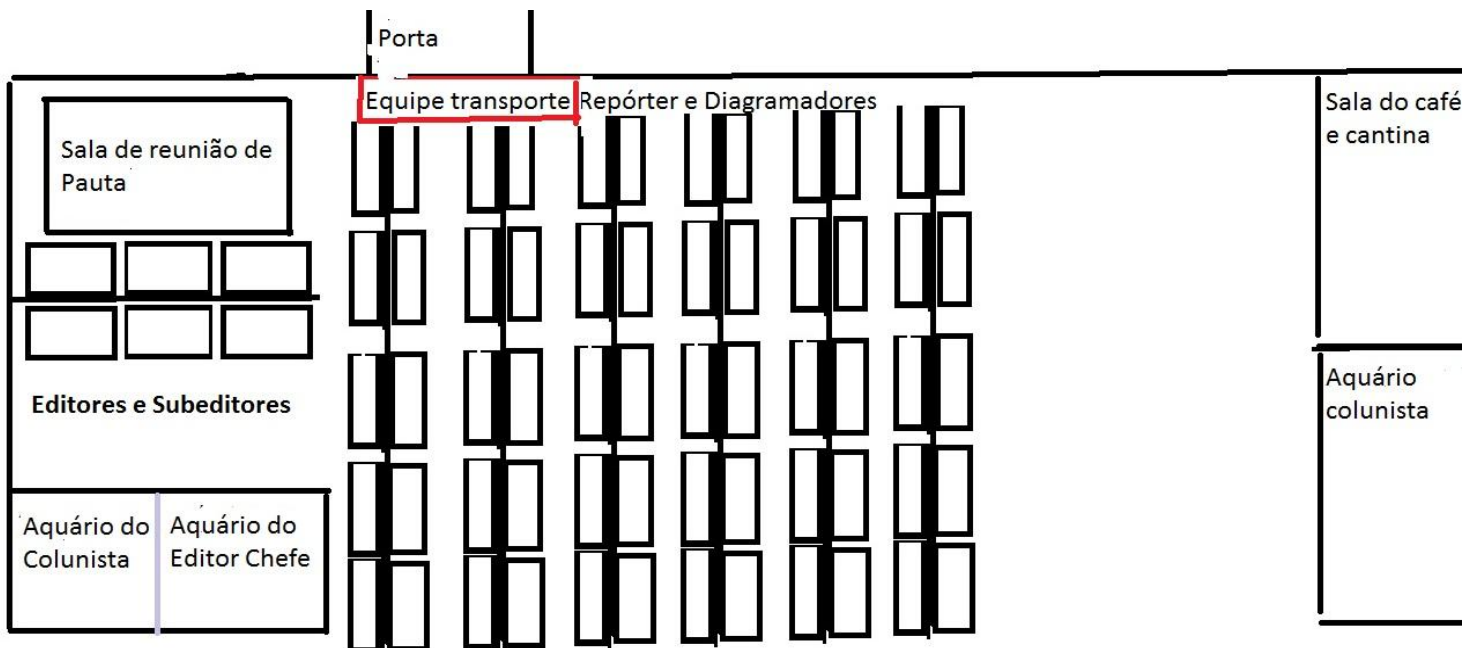 Porta
Equipe transporte Repórter e Diagramadores
Sala de reunião de
Pauta
Sala do café
e cantina
Editores e Subeditores
Aquário
colunista
Aquário do
Colunista
Aquário do
Editor Chefe